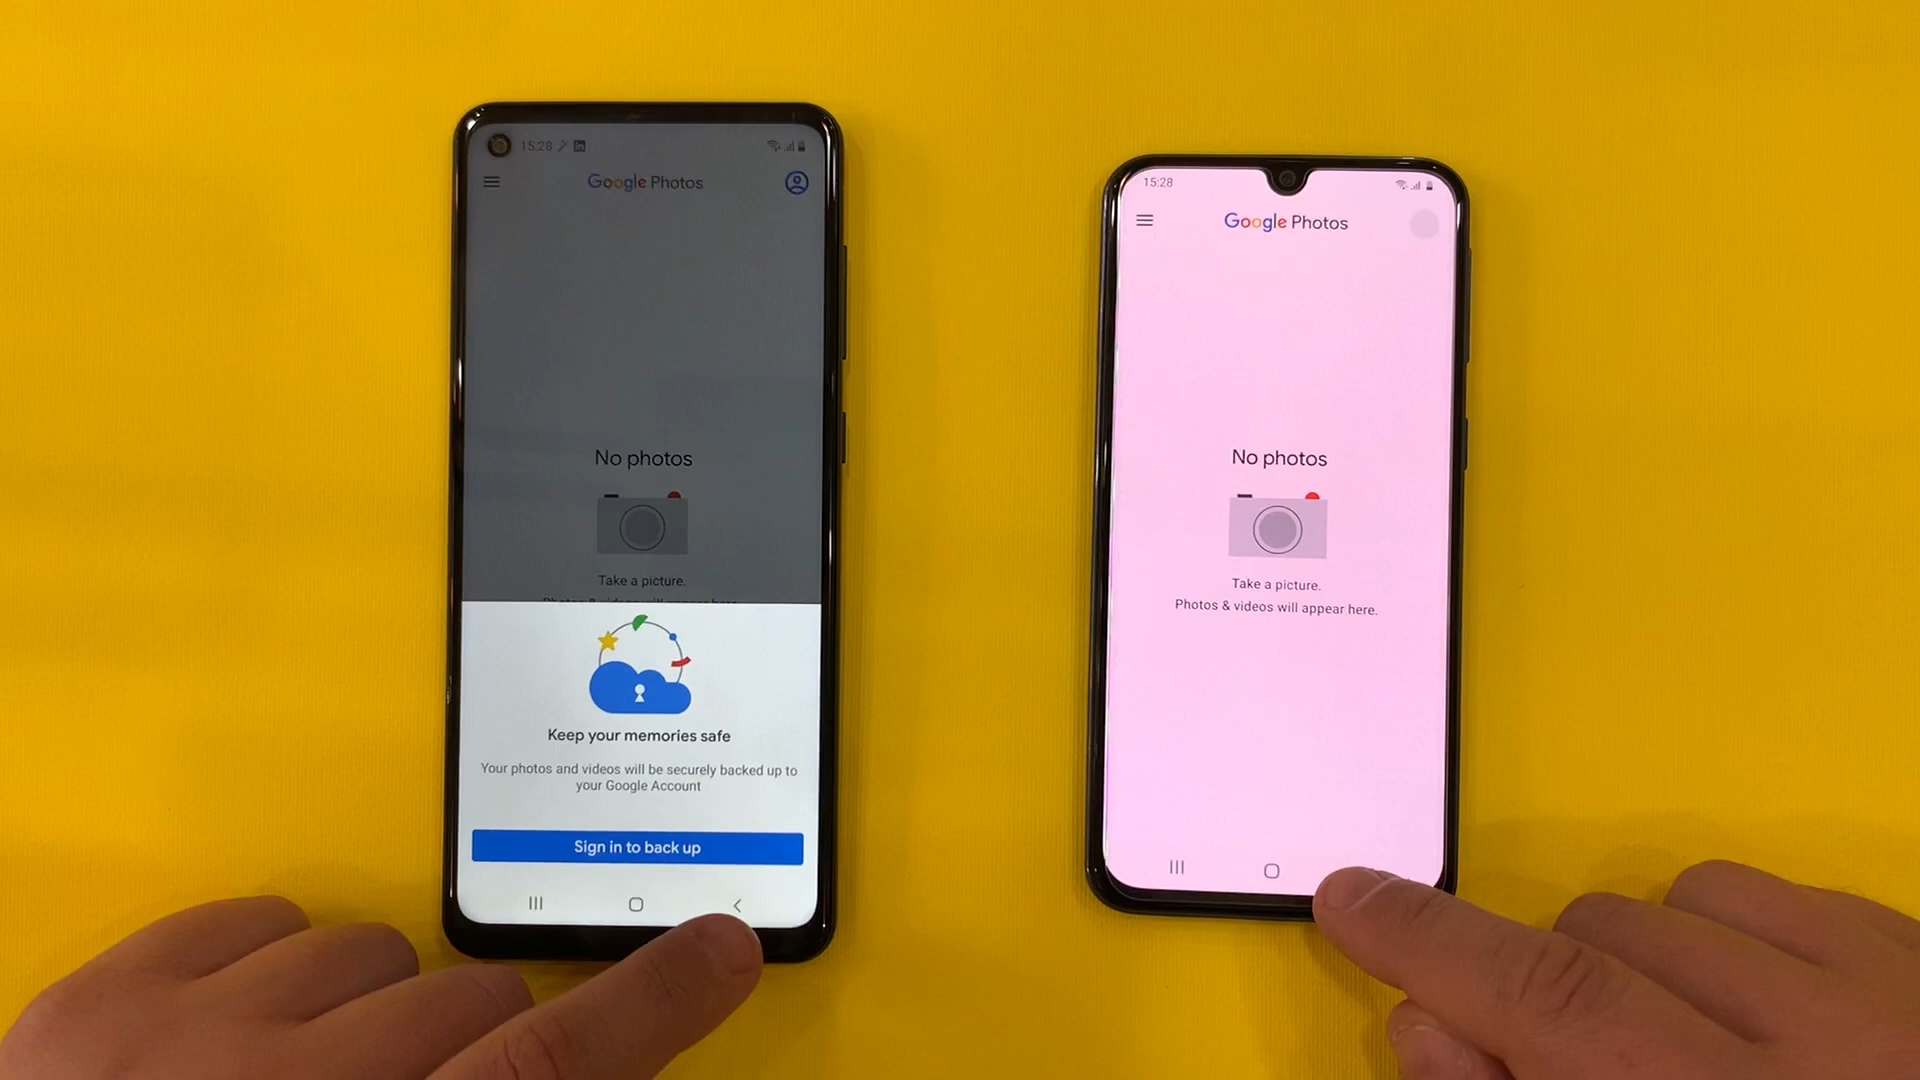 15:28
Google Photos
No photos
Take a picture.
Keep your memories safe
Your photos and videos will be securely backed up to
your Google Account
Sign in to back up
15:28
Google Photos
No photos
Take a picture.
Photos & videos will appear here.